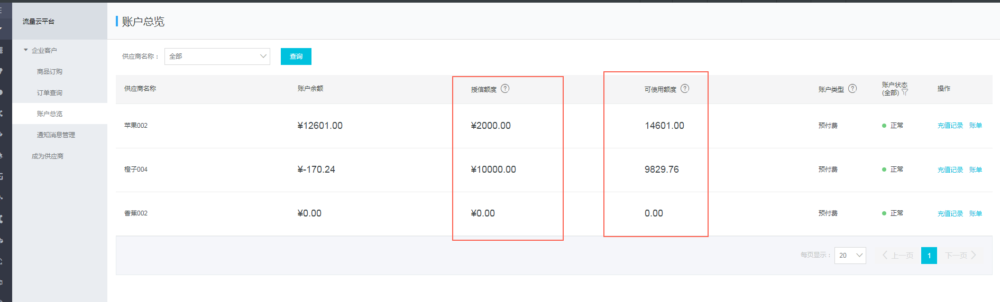 流量云平台
企业客户
商品订购
订单查询
账户总览
通知消息管理
成为供应商
账户总览
供应商名称： 全部 查询
供应商名称 账户余额 授信额度 ? 可使用额度 ? 账户类型 ? 账户状态 (全部) 操作
苹果002 ¥12601.00 ¥2000.00 14601.00 预付费 正常 充值记录 账单
橙子004 ¥-170.24 ¥10000.00 9829.76 预付费 正常 充值记录 账单
香蕉002 ¥0.00 ¥0.00 0.00 预付费 正常 充值记录 账单
每页显示： 20 上一页 1 下一页